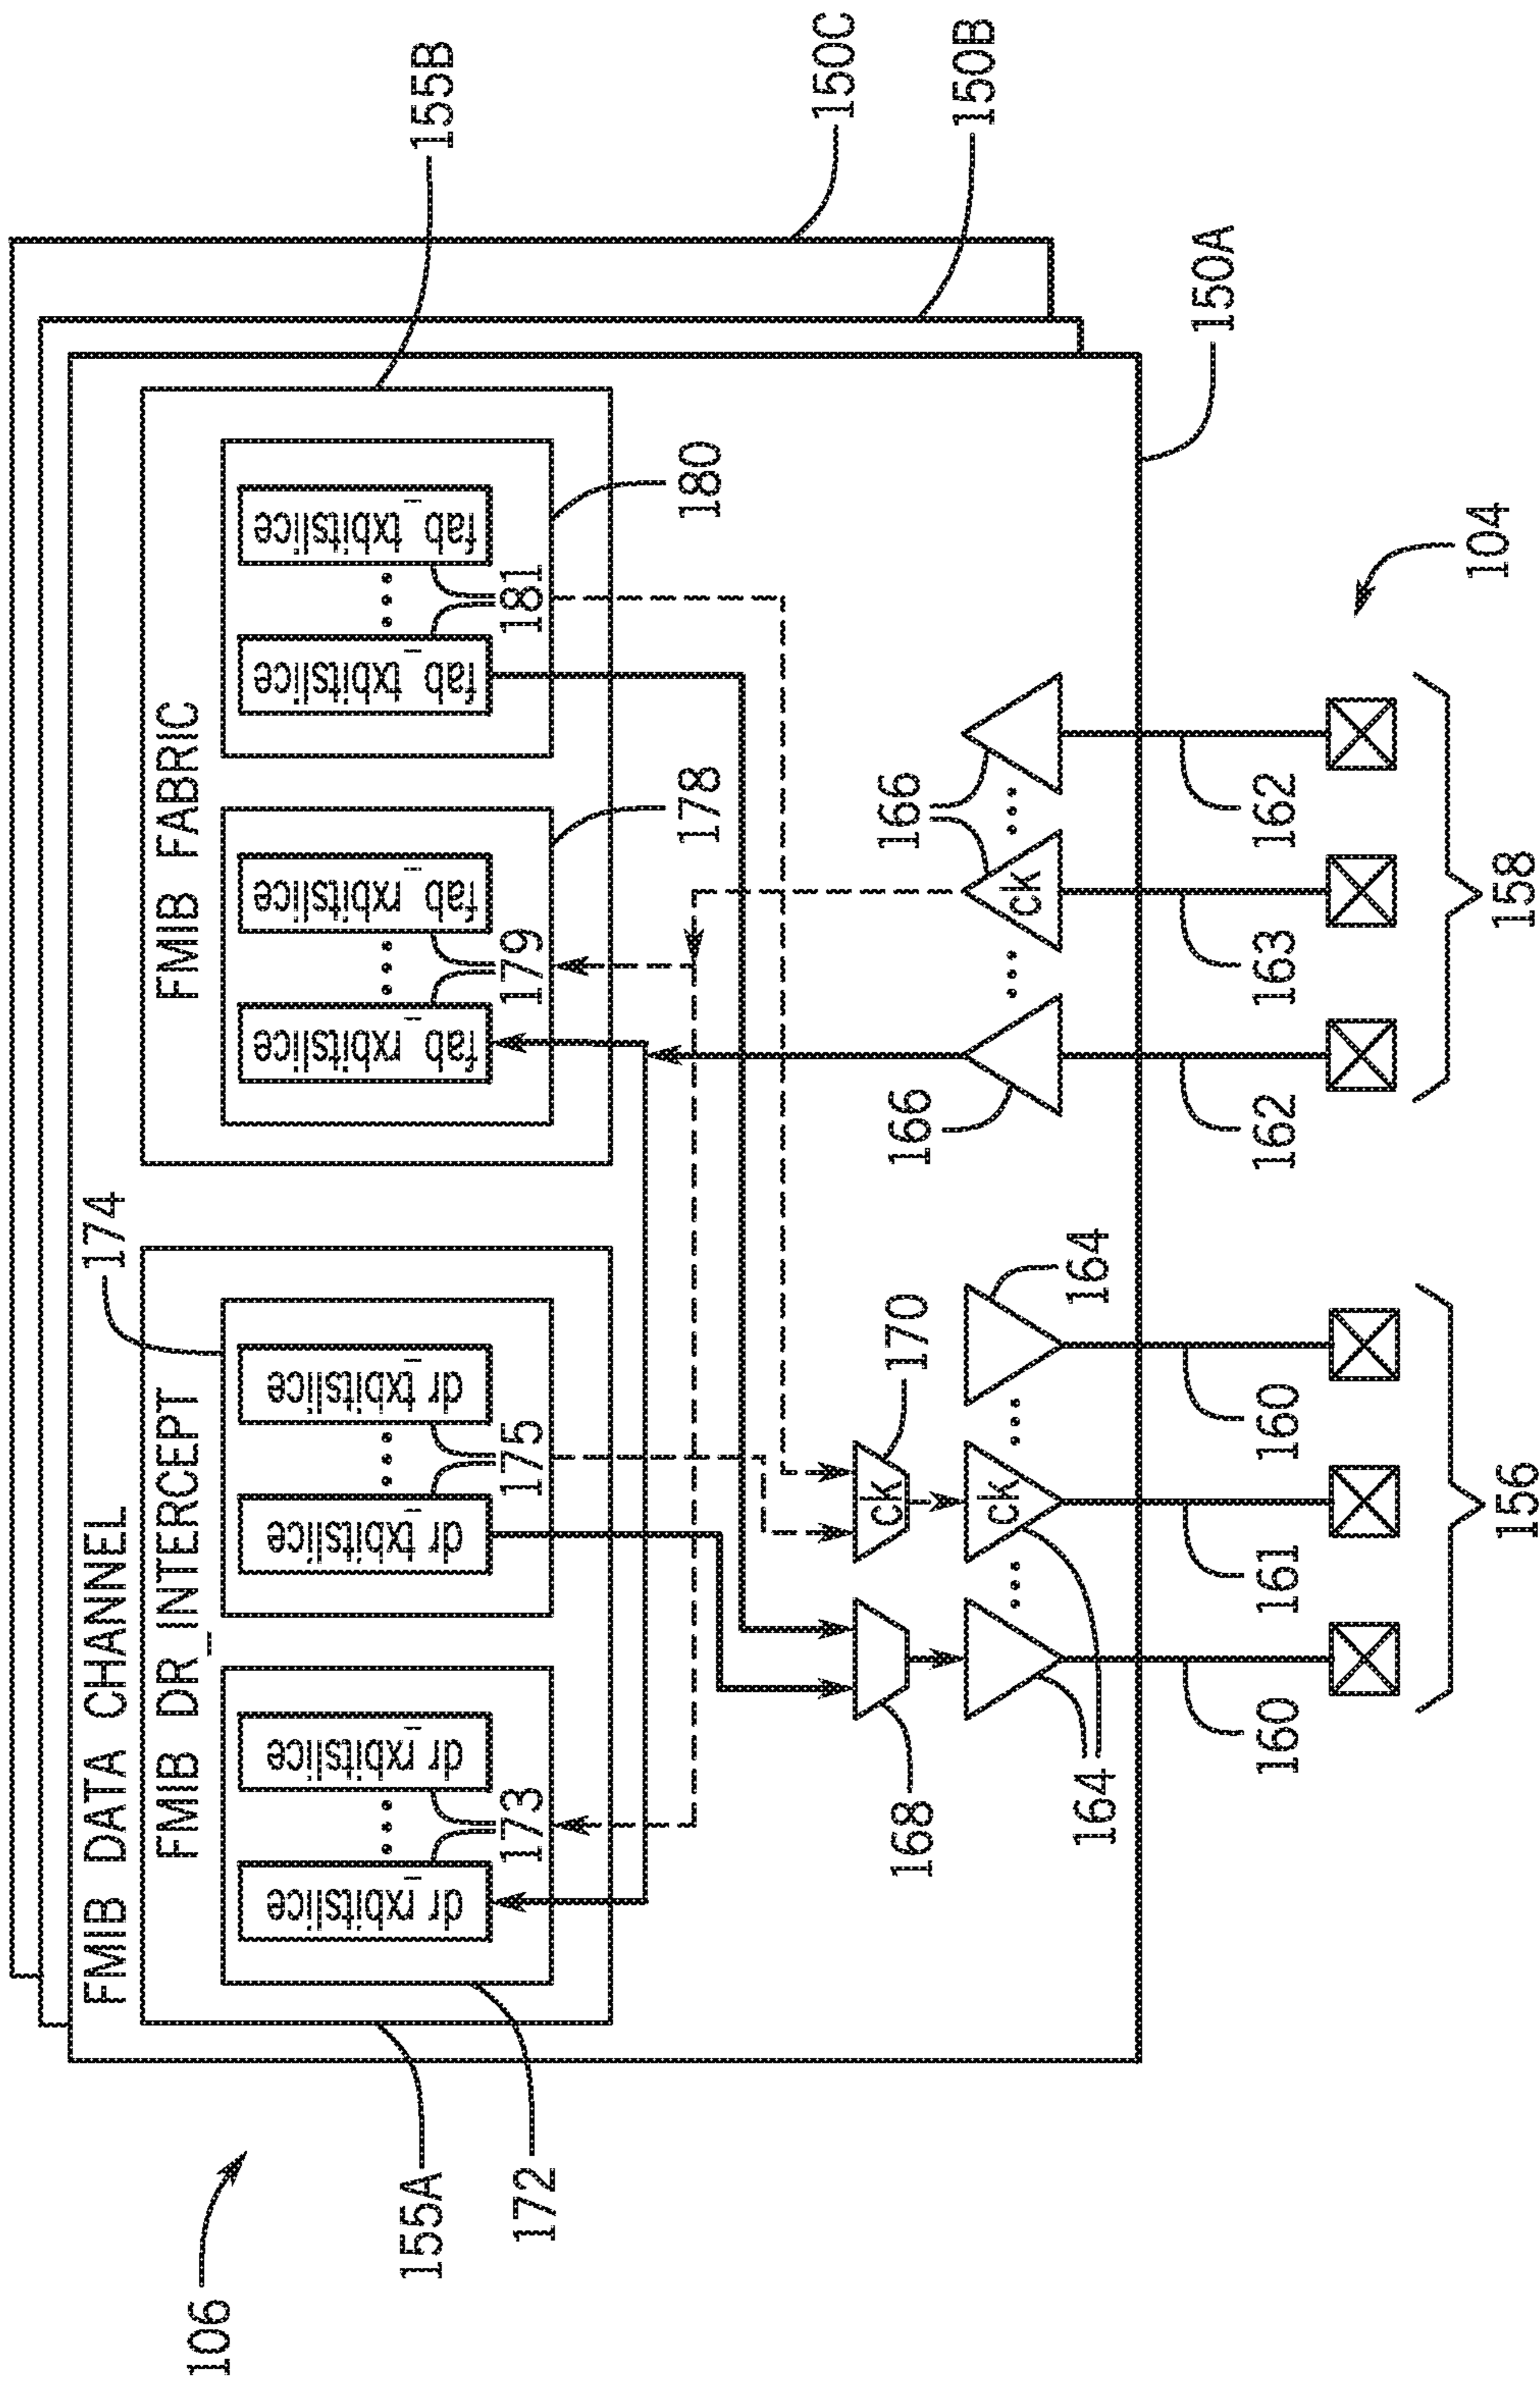 106
FMIB DATA CHANNEL
174
FMIB DR_INTERCEPT
FMIB FABRIC
dr_rxbitslice
dr_rxbitslice
dr_txbitslice
dr_txbitslice
fab_rxbitslice
fab_rxbitslice
fab_txbitslice
fab_txbitslice
173
175
179
181
155A
155B
172
178
180
150C
150B
150A
168
170
ck
ck
ck
164
164
166
166
160
161
160
162
163
162
156
158
104